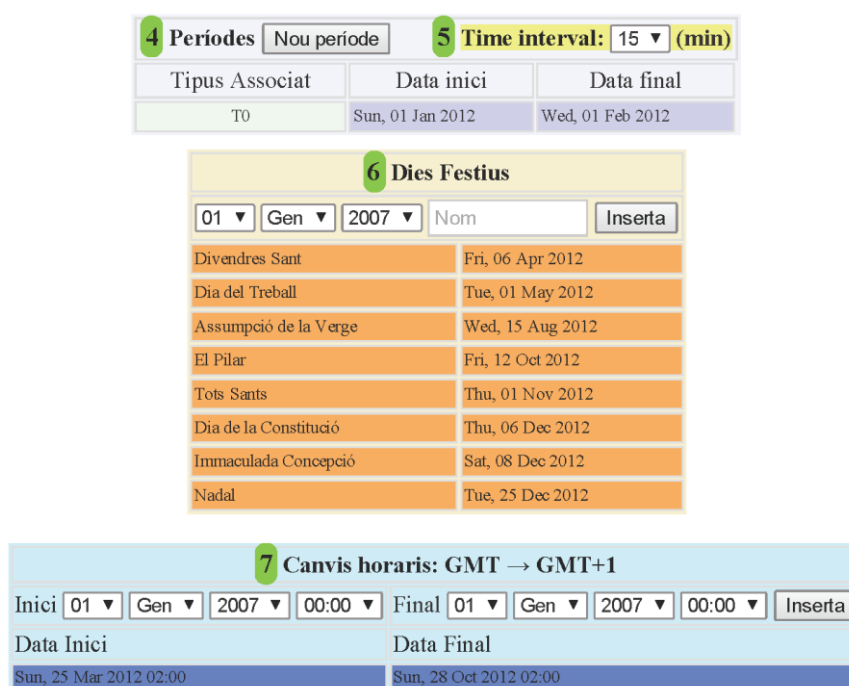 4 Períodes Nou període 5 Time interval: 15 ▼ (min)
Tipus Associat Data inici Data final
T0 Sun, 01 Jan 2012 Wed, 01 Feb 2012
6 Dies Festius
01 ▼ Gen ▼ 2007 ▼ Nom Inserta
Divendres Sant Fri, 06 Apr 2012
Dia del Treball Tue, 01 May 2012
Assumpció de la Verge Wed, 15 Aug 2012
El Pilar Fri, 12 Oct 2012
Tots Sants Thu, 01 Nov 2012
Dia de la Constitució Thu, 06 Dec 2012
Immaculada Concepció Sat, 08 Dec 2012
Nadal Tue, 25 Dec 2012
7 Canvis horaris: GMT → GMT+1
Inici 01 ▼ Gen ▼ 2007 ▼ 00:00 ▼ Final 01 ▼ Gen ▼ 2007 ▼ 00:00 ▼ Inserta
Data Inici Data Final
Sun, 25 Mar 2012 02:00 Sun, 28 Oct 2012 02:00